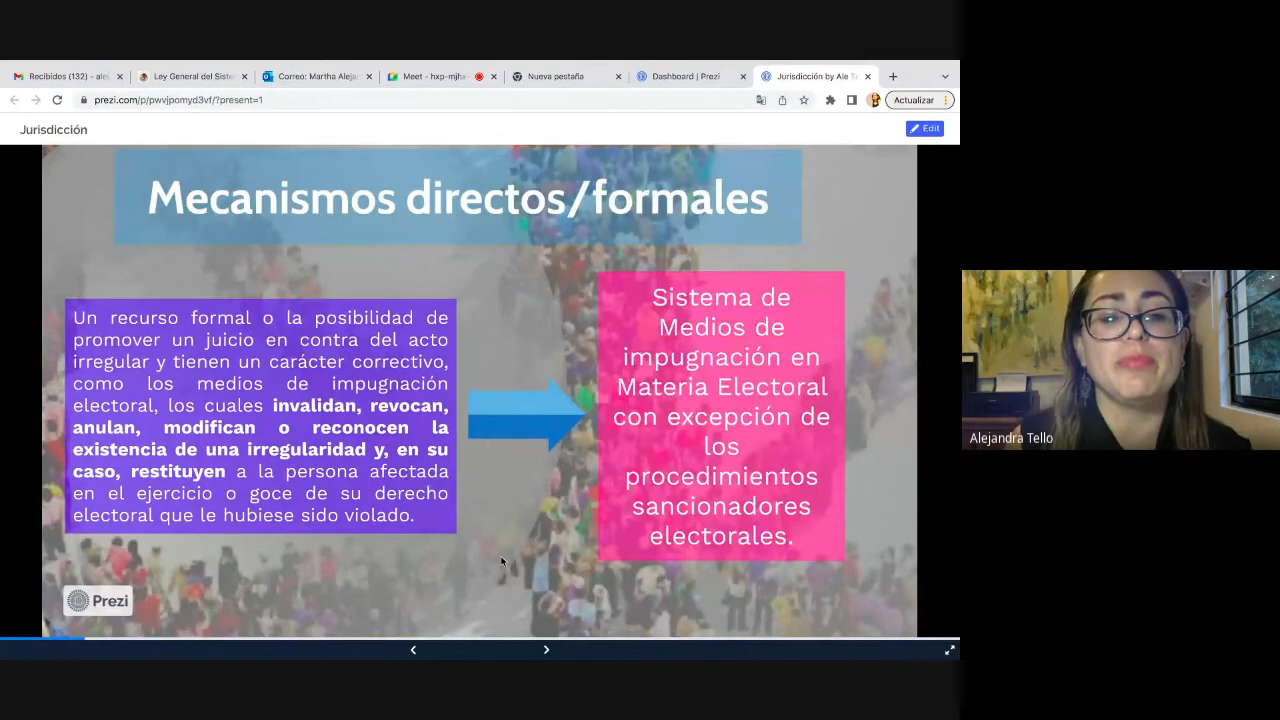 Recibidos (132) - alej
Ley General del Siste
Correo: Martha Alejan
Meet - hxp-mjhx-
Nueva pestaña
Dashboard | Prezi
Jurisdicción by Ale Te
prezi.com/p/pwvjpomyd3vf/?present=1
Actualizar
Jurisdicción
Edit
Mecanismos directos/formales
Un recurso formal o la posibilidad de
promover un juicio en contra del acto
irregular y tienen un carácter correctivo,
como los medios de impugnación
electoral, los cuales invalidan, revocan,
anulan, modifican o reconocen la
existencia de una irregularidad y, en su
caso, restituyen a la persona afectada
en el ejercicio o goce de su derecho
electoral que le hubiese sido violado.
Sistema de
Medios de
impugnación en
Materia Electoral
con excepción de
los
procedimientos
sancionadores
electorales.
Prezi
Alejandra Tello